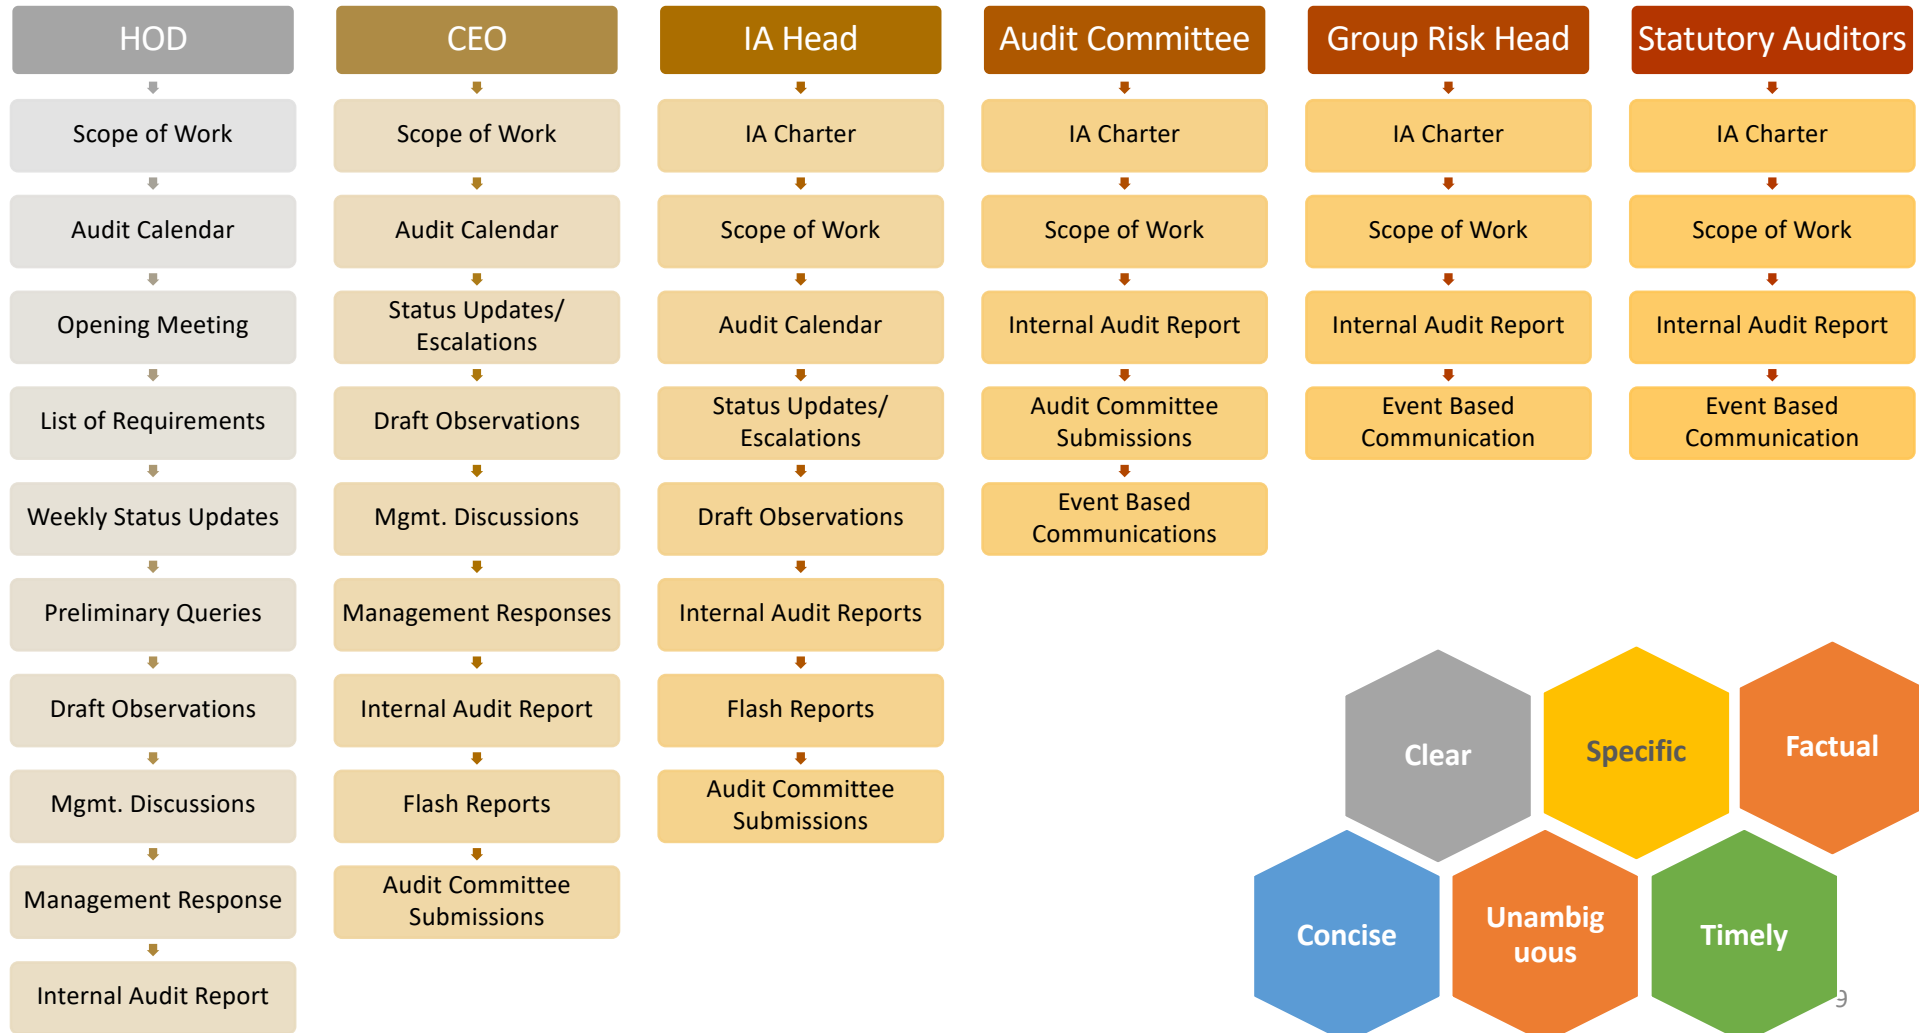 HOD
Scope of Work
Audit Calendar
Opening Meeting
List of Requirements
Weekly Status Updates
Preliminary Queries
Draft Observations
Mgmt. Discussions
Management Response
Internal Audit Report
CEO
Scope of Work
Audit Calendar
Status Updates/
Escalations
Draft Observations
Mgmt. Discussions
Management Responses
Internal Audit Report
Flash Reports
Audit Committee
Submissions
IA Head
IA Charter
Scope of Work
Audit Calendar
Status Updates/
Escalations
Draft Observations
Internal Audit Reports
Flash Reports
Audit Committee
Submissions
Audit Committee
IA Charter
Scope of Work
Internal Audit Report
Audit Committee
Submissions
Event Based
Communications
Group Risk Head
IA Charter
Scope of Work
Internal Audit Report
Event Based
Communication
Statutory Auditors
IA Charter
Scope of Work
Internal Audit Report
Event Based
Communication
Clear
Specific
Factual
Concise
Unambig
uous
Timely
9